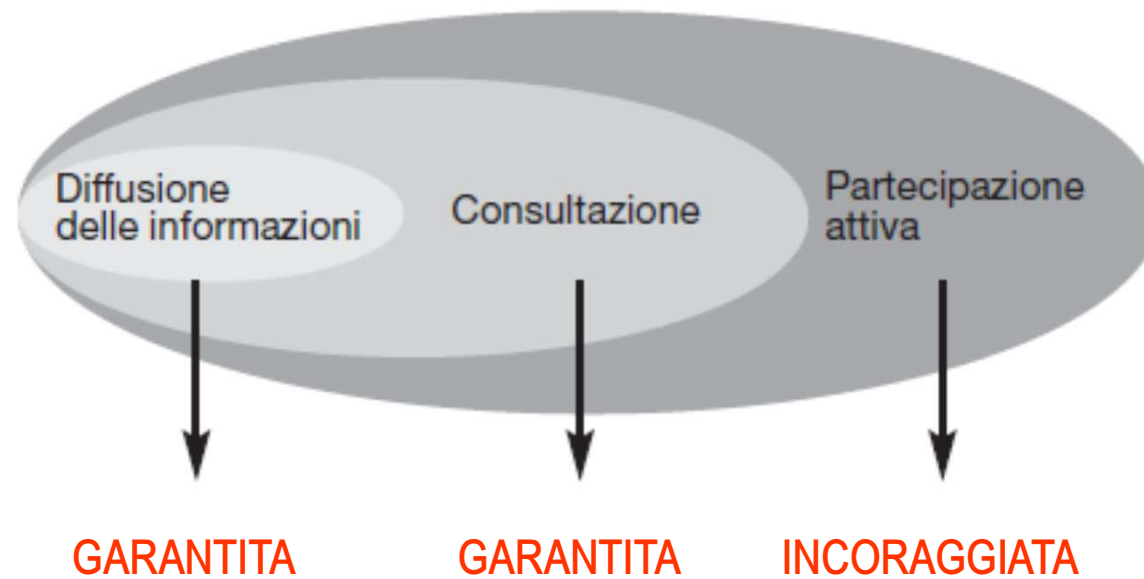 Diffusione
delle informazioni
Consultazione
Partecipazione
attiva
GARANTITA
GARANTITA
INCORAGGIATA